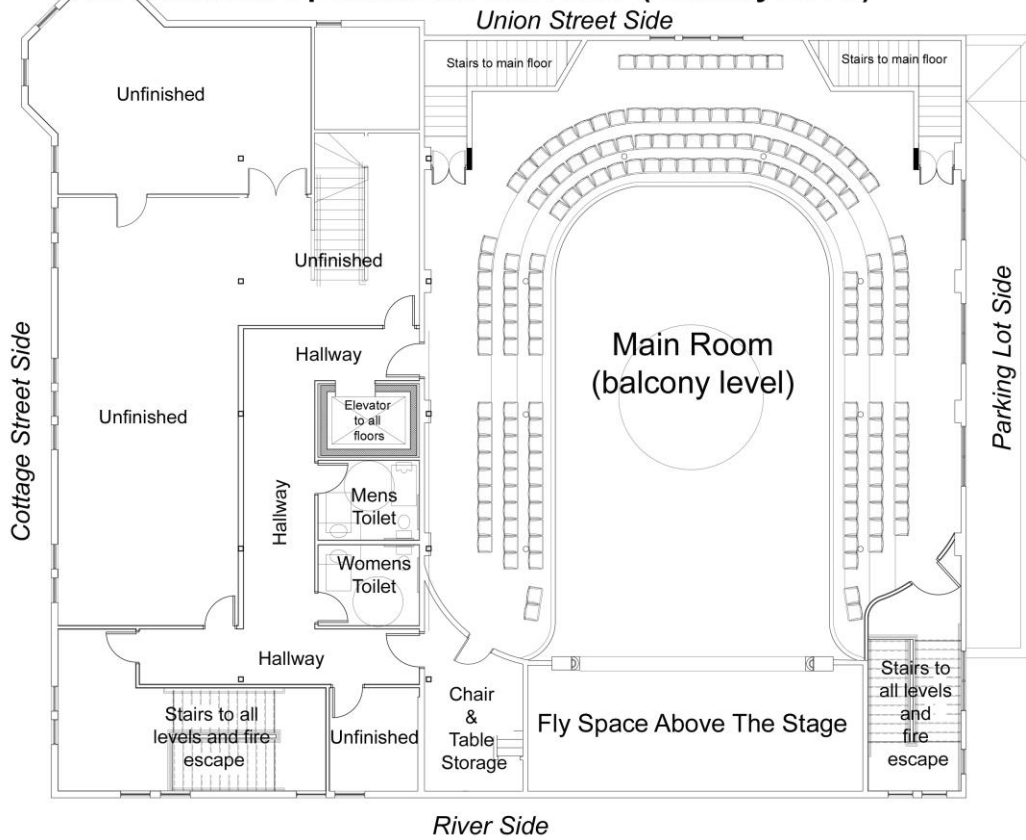 Union Street Side
Stairs to main floor
Stairs to main floor
Unfinished
Unfinished
Hallway
Main Room
(balcony level)
Elevator
to all
floors
Unfinished
Cottage Street Side
Parking Lot Side
Hallway
Mens
Toilet
Womens
Toilet
Hallway
Stairs to all
levels and fire
escape
Unfinished
Chair
&
Table
Storage
Fly Space Above The Stage
Stairs to
all levels
and
fire
escape
River Side